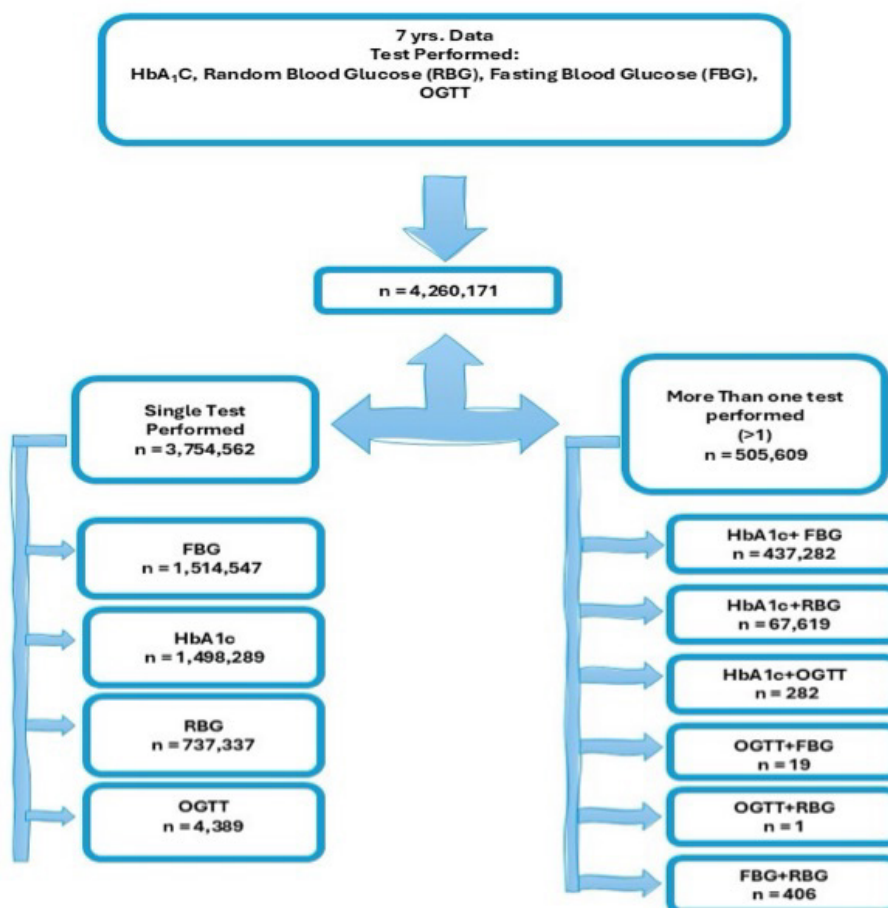 7 yrs. Data
Test Performed:
HbA₁C, Random Blood Glucose (RBG), Fasting Blood Glucose (FBG),
OGTT
n = 4,260,171
Single Test
Performed
n = 3,754,562
FBG
n = 1,514,547
HbA1c
n = 1,498,289
RBG
n = 737,337
OGTT
n = 4,389
More Than one test
performed
(>1)
n = 505,609
HbA1c+ FBG
n = 437,282
HbA1c+RBG
n = 67,619
HbA1c+OGTT
n = 282
OGTT+FBG
n = 19
OGTT+RBG
n = 1
FBG+RBG
n = 406